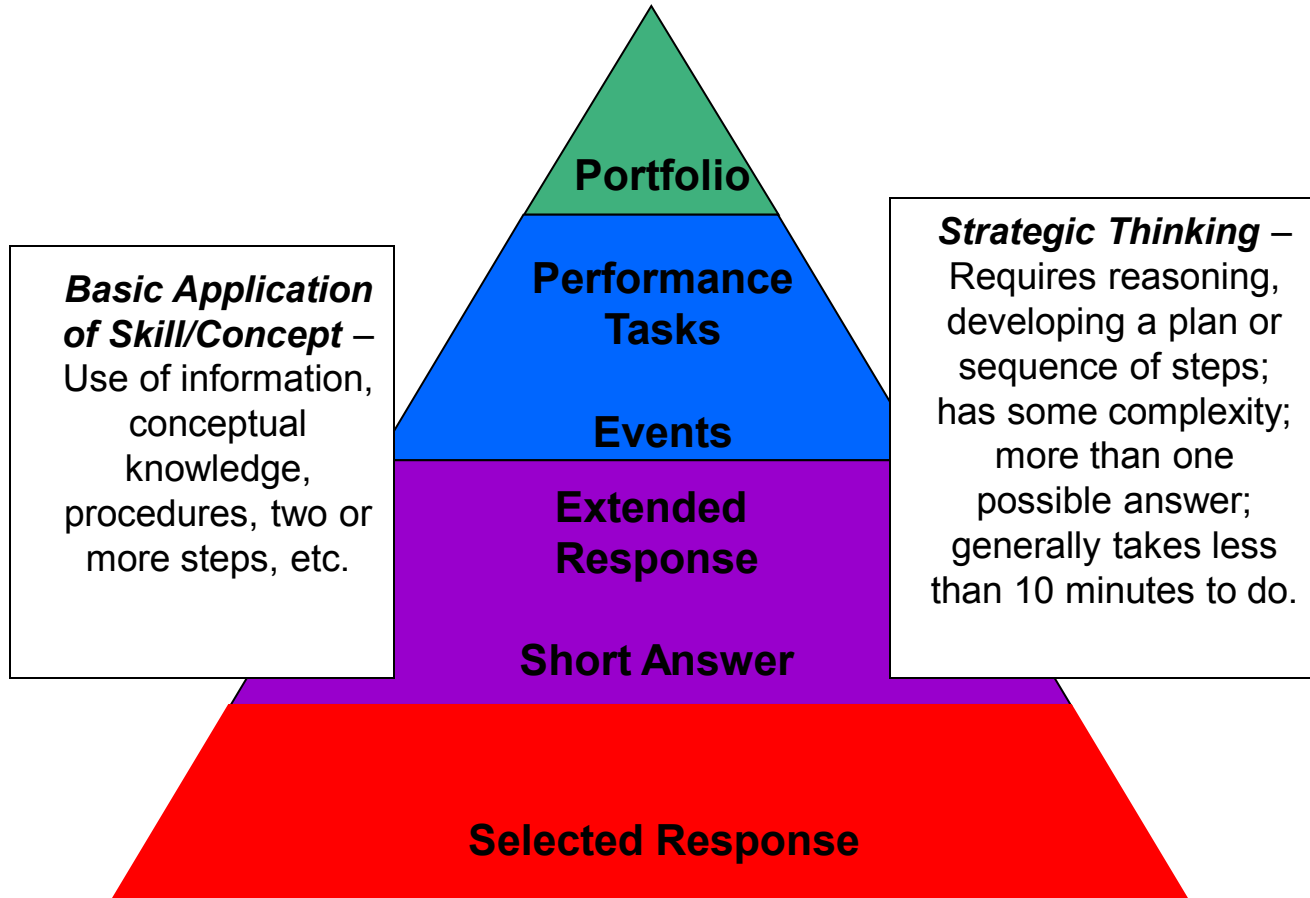 Portfolio
Performance
Tasks
Events
Extended
Response
Short Answer
Selected Response
Basic Application
of Skill/Concept –
Use of information,
conceptual
knowledge,
procedures, two or
more steps, etc.
Strategic Thinking –
Requires reasoning,
developing a plan or
sequence of steps;
has some complexity;
more than one
possible answer;
generally takes less
than 10 minutes to do.